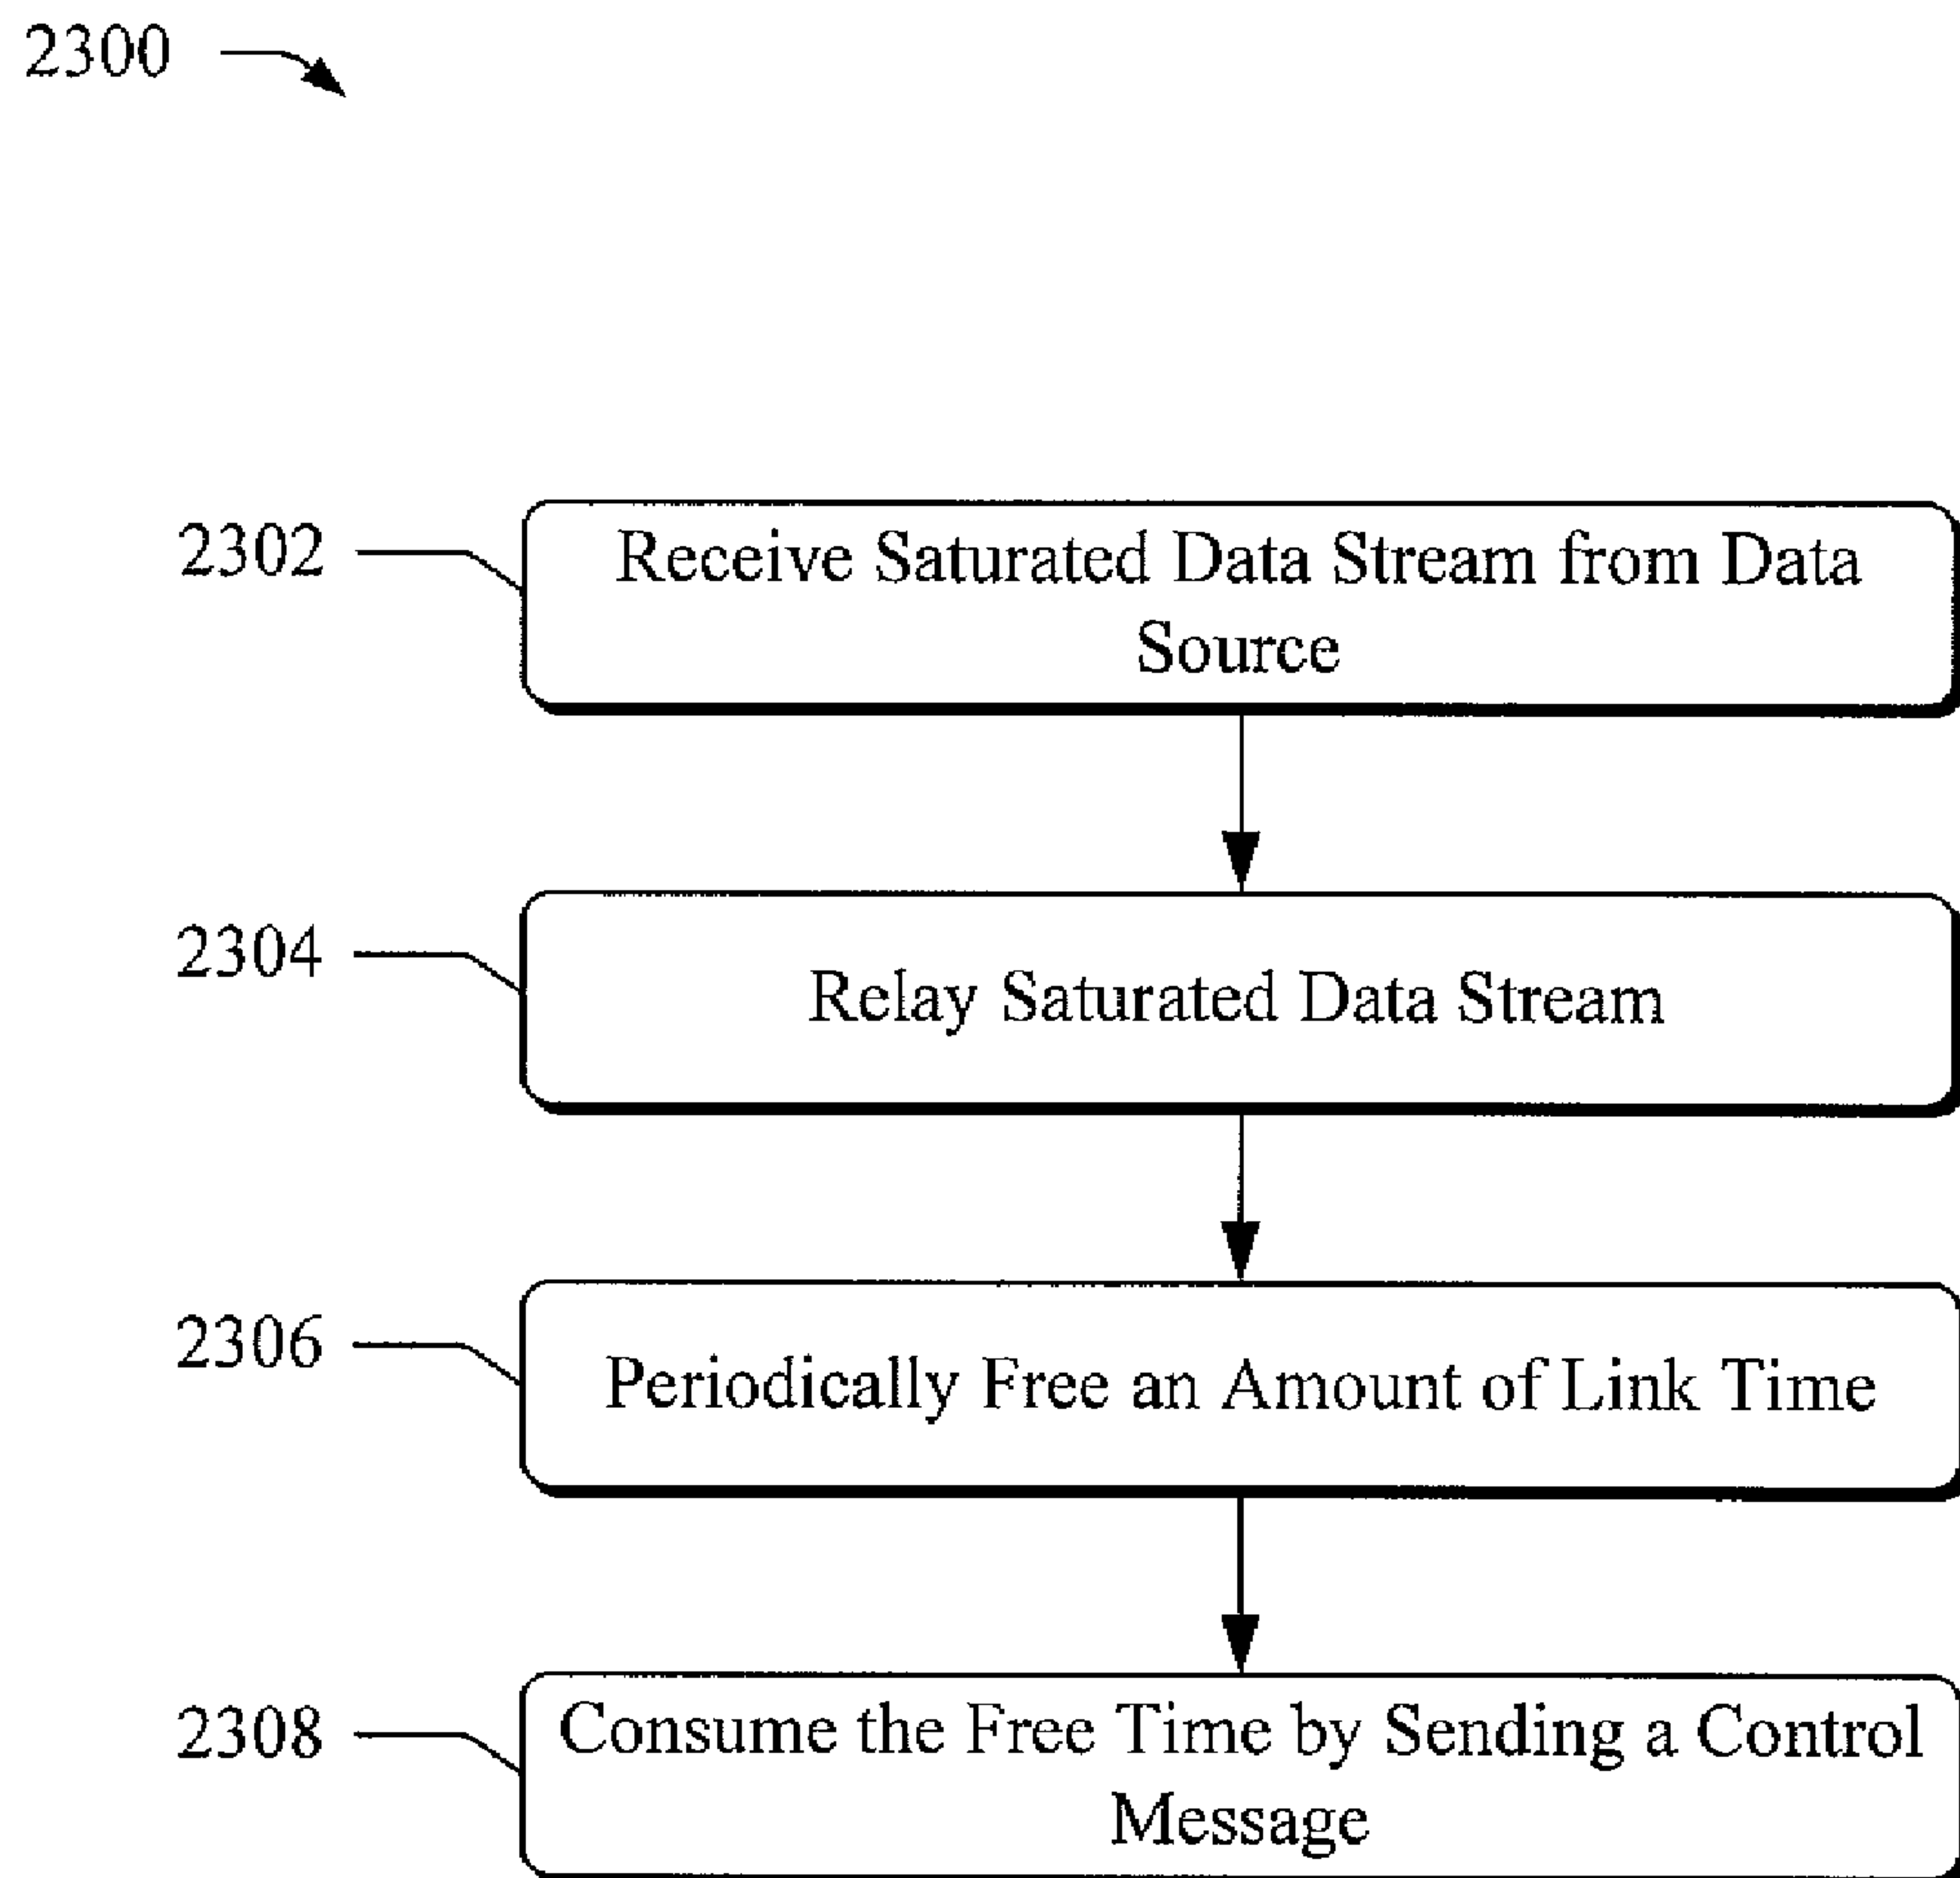 2300
2302
Receive Saturated Data Stream from Data
Source
2304
Relay Saturated Data Stream
2306
Periodically Free an Amount of Link Time
2308
Consume the Free Time by Sending a Control
Message